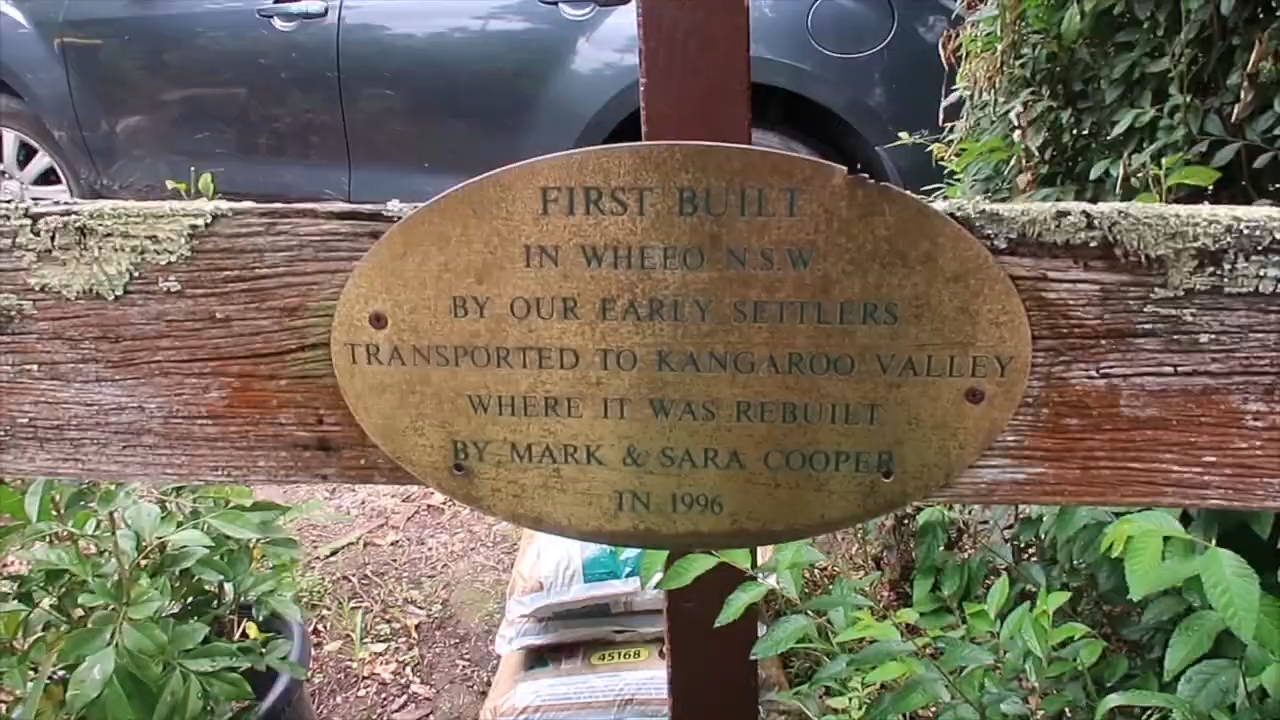 FIRST BUILT
IN WHEEO N.S.W.
BY OUR EARLY SETTLERS
TRANSPORTED TO KANGAROO VALLEY
WHERE IT WAS REBUILT
BY MARK & SARA COOPER
IN 1996
45168